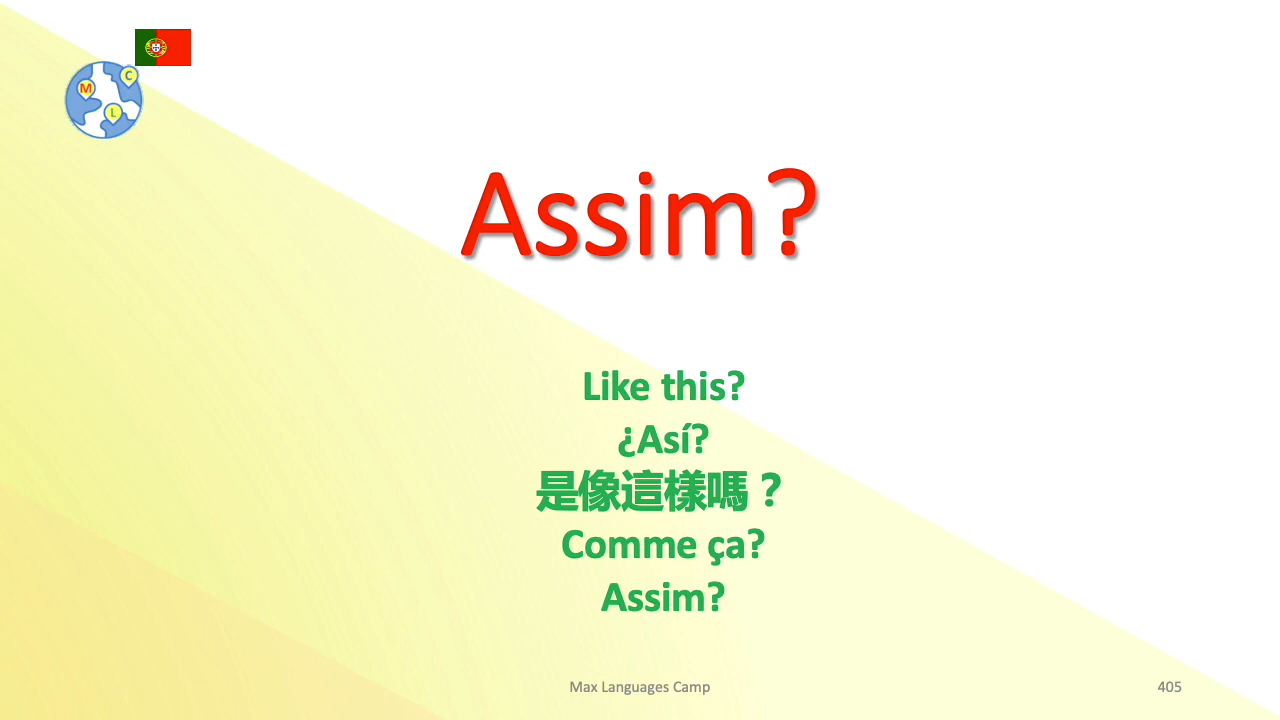 C
M
L
Assim?
Like this?
¿Así?
是像這樣嗎？
Comme ça?
Assim?
Max Languages Camp
405